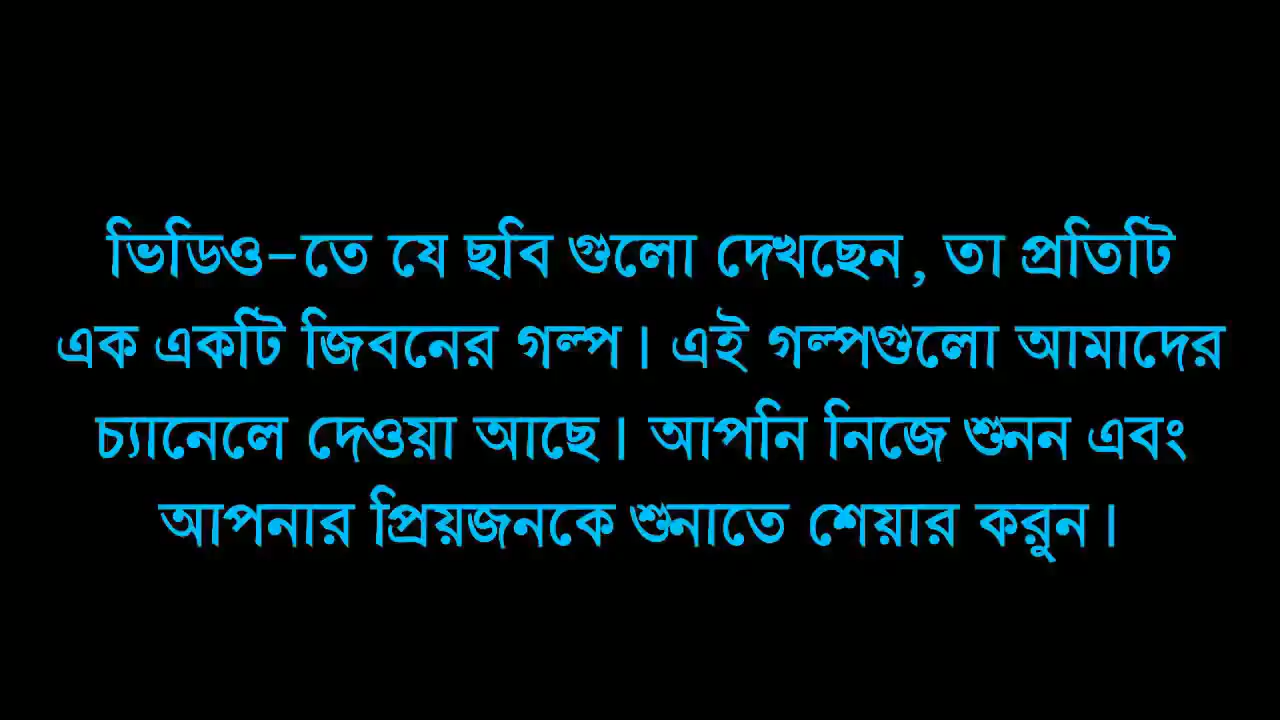 ভিডিও-তে যে ছবি গুলো দেখছেন, তা প্রতিটি
এক একটি জিবনের গল্প। এই গল্পগুলো আমাদের
চ্যানেলে দেওয়া আছে। আপনি নিজে শুনন এবং
আপনার প্রিয়জনকে শুনাতে শেয়ার করুন।